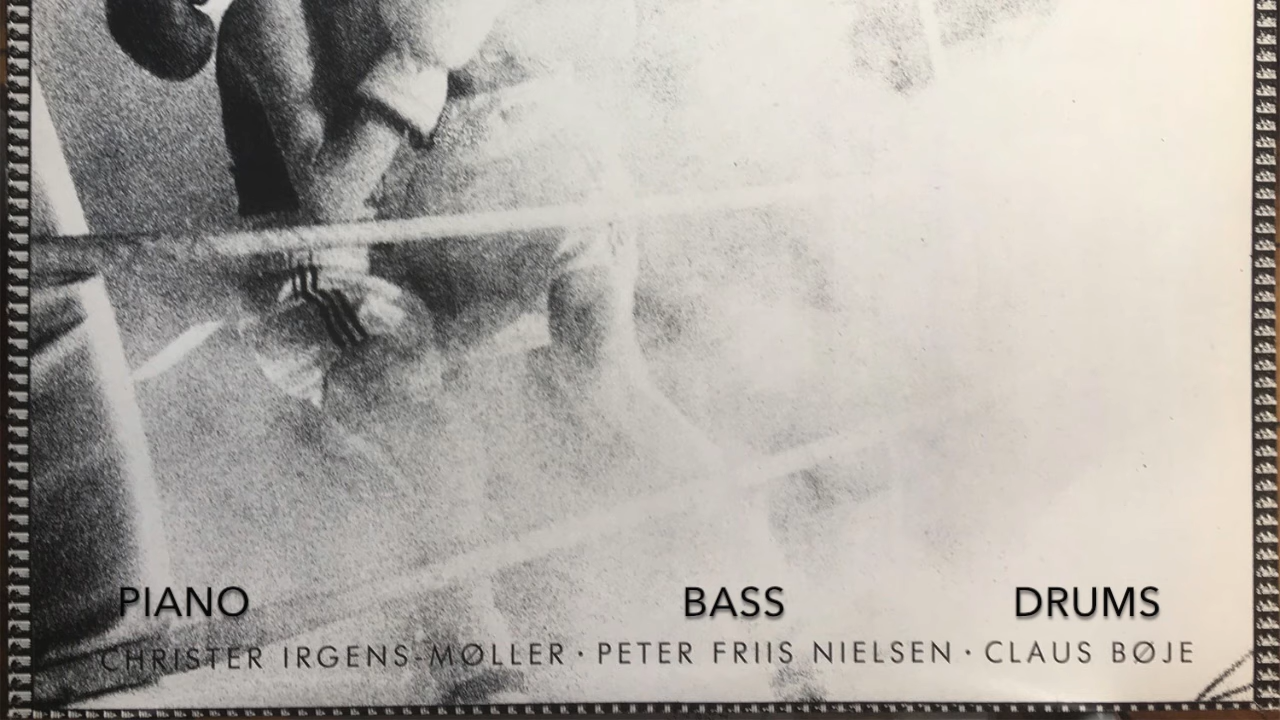 PIANO BASS DRUMS
CHRISTER IRGENS-MØLLER · PETER FRIIS NIELSEN · CLAUS BØJE